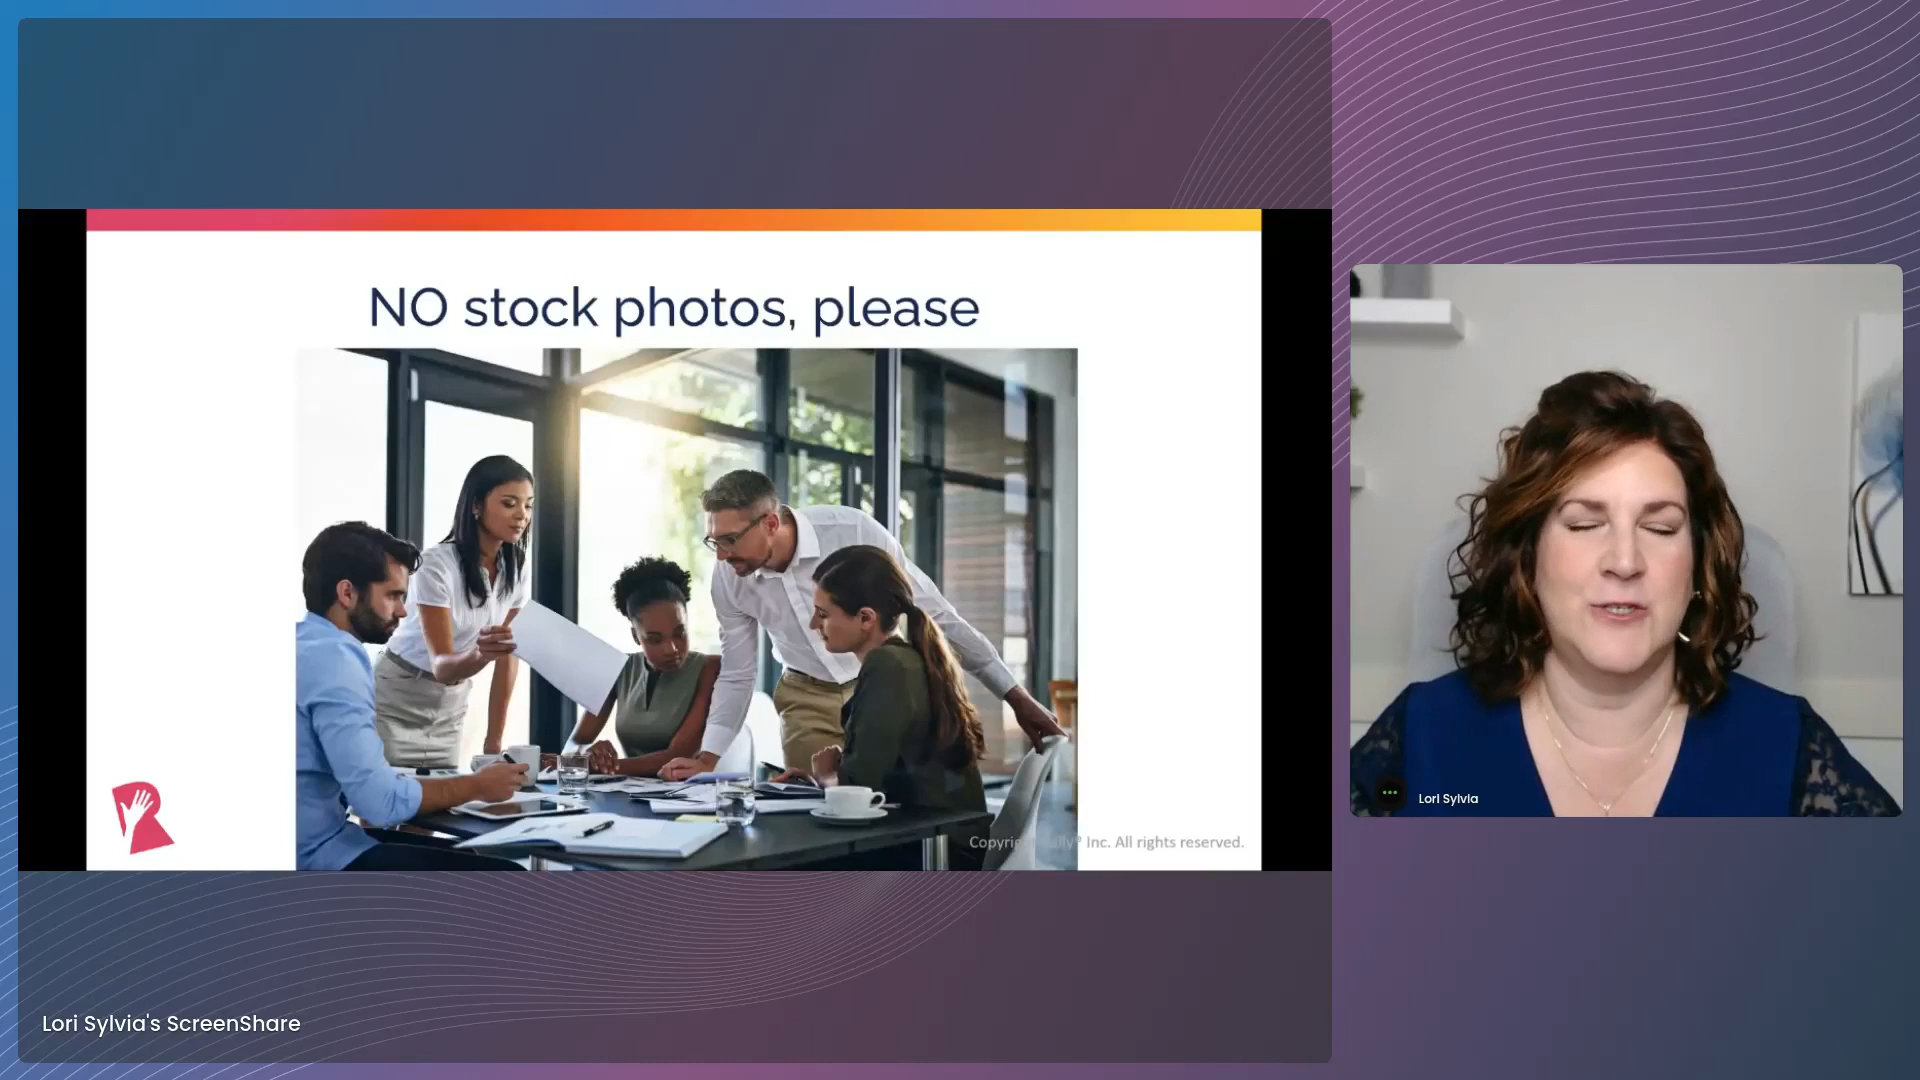 NO stock photos, please
Inc. All rights reserved.
Lori Sylvia
Lori Sylvia's ScreenShare